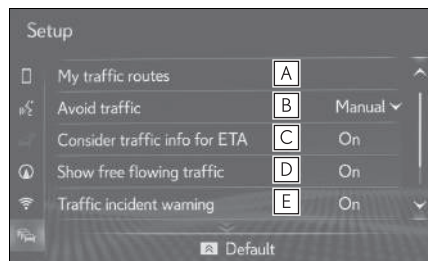 Setup
My traffic routes A
Avoid traffic B Manual
Consider traffic info for ETA C On
Show free flowing traffic D On
Traffic incident warning E On
Default